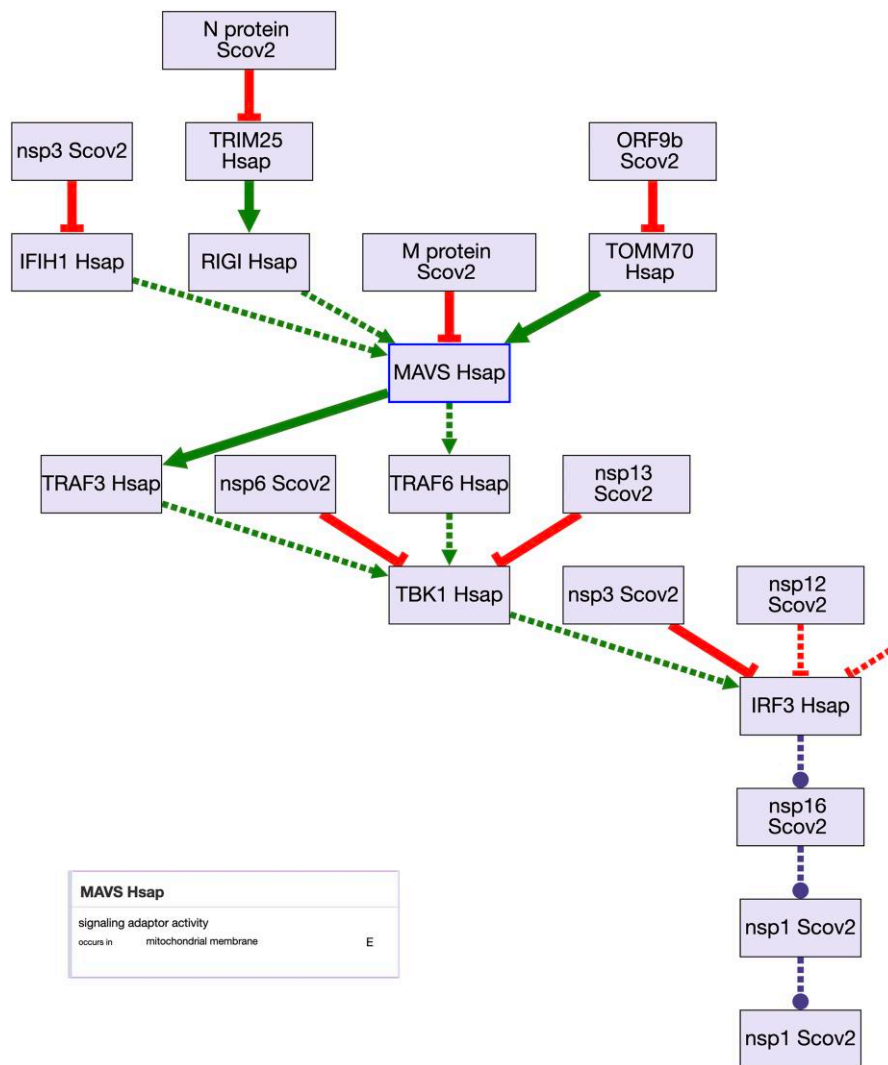 N protein
Scov2
nsp3 Scov2
TRIM25
Hsap
ORF9b
Scov2
IFIH1 Hsap
RIGI Hsap
M protein
Scov2
TOMM70
Hsap
MAVS Hsap
TRAF3 Hsap
nsp6 Scov2
TRAF6 Hsap
nsp13
Scov2
TBK1 Hsap
nsp3 Scov2
nsp12
Scov2
IRF3 Hsap
nsp16
Scov2
nsp1 Scov2
nsp1 Scov2
MAVS Hsap
signaling adaptor activity
occurs in mitochondrial membrane E